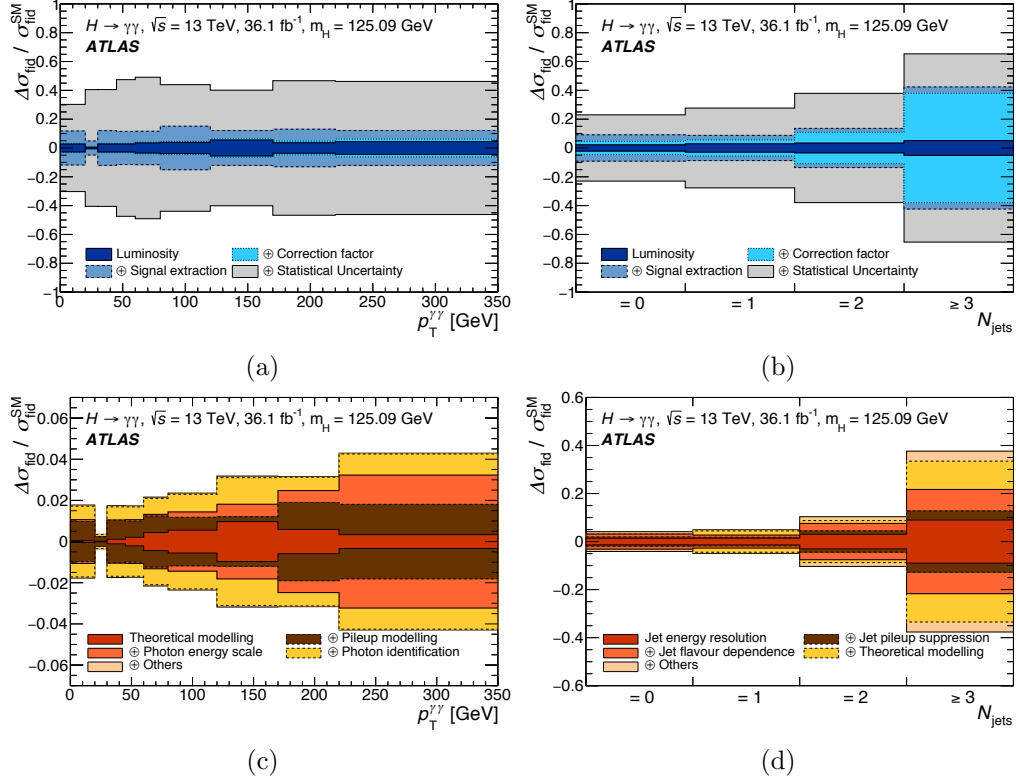 H → γγ, √s = 13 TeV, 36.1 fb⁻¹, m_H = 125.09 GeV
ATLAS
Δσ_fid / σ_fid^SM
1
0.8
0.6
0.4
0.2
0
−0.2
−0.4
−0.6
−0.8
−1
Luminosity
⊕ Correction factor
⊕ Signal extraction
⊕ Statistical Uncertainty
0 50 100 150 200 250 300 350
p_T^γγ [GeV]
(a)
H → γγ, √s = 13 TeV, 36.1 fb⁻¹, m_H = 125.09 GeV
ATLAS
Δσ_fid / σ_fid^SM
1
0.8
0.6
0.4
0.2
0
−0.2
−0.4
−0.6
−0.8
−1
Luminosity
⊕ Correction factor
⊕ Signal extraction
⊕ Statistical Uncertainty
= 0 = 1 = 2 ≥ 3
N_jets
(b)
H → γγ, √s = 13 TeV, 36.1 fb⁻¹, m_H = 125.09 GeV
ATLAS
Δσ_fid / σ_fid^SM
0.06
0.04
0.02
0
−0.02
−0.04
−0.06
Theoretical modelling
⊕ Pileup modelling
⊕ Photon energy scale
⊕ Photon identification
⊕ Others
0 50 100 150 200 250 300 350
p_T^γγ [GeV]
(c)
H → γγ, √s = 13 TeV, 36.1 fb⁻¹, m_H = 125.09 GeV
ATLAS
Δσ_fid / σ_fid^SM
0.6
0.4
0.2
0
−0.2
−0.4
−0.6
Jet energy resolution
⊕ Jet pileup suppression
⊕ Jet flavour dependence
⊕ Theoretical modelling
⊕ Others
= 0 = 1 = 2 ≥ 3
N_jets
(d)